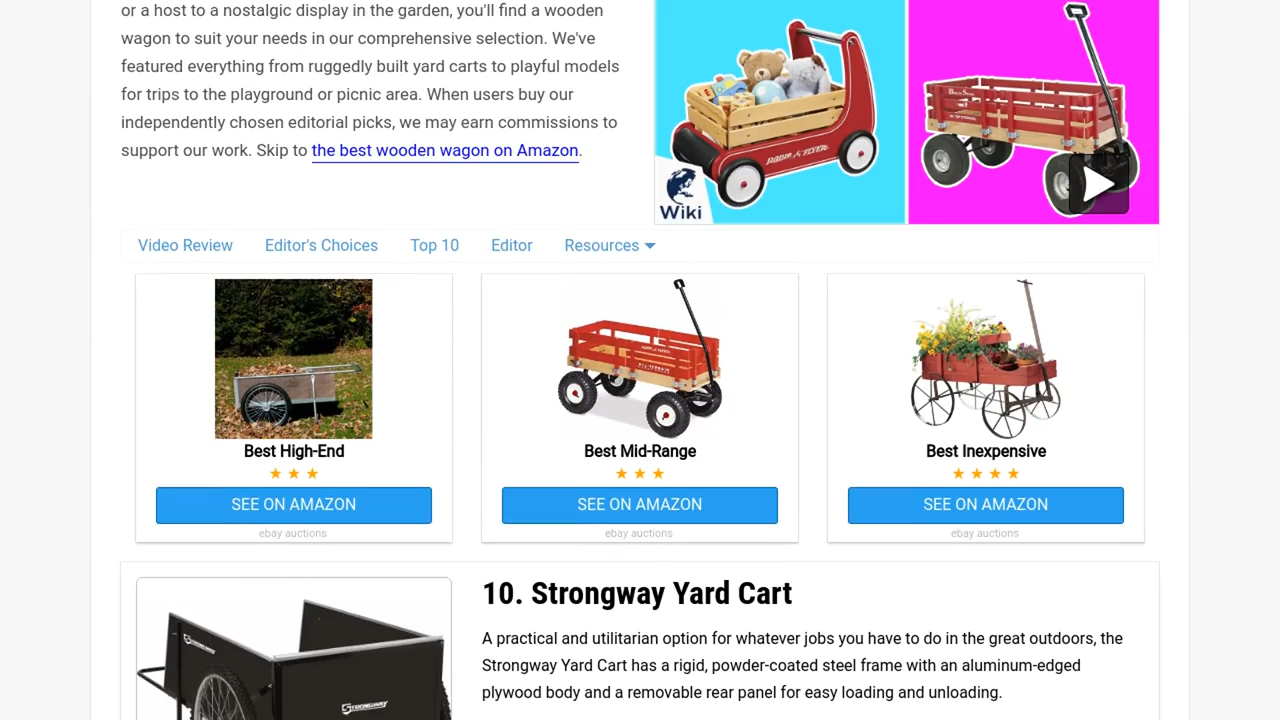 or a host to a nostalgic display in the garden, you'll find a wooden
wagon to suit your needs in our comprehensive selection. We've
featured everything from ruggedly built yard carts to playful models
for trips to the playground or picnic area. When users buy our
independently chosen editorial picks, we may earn commissions to
support our work. Skip to the best wooden wagon on Amazon.
RADIO FLYER
Wiki
Video Review
Editor's Choices
Top 10
Editor
Resources
Best High-End
SEE ON AMAZON
ebay auctions
Best Mid-Range
SEE ON AMAZON
ebay auctions
Best Inexpensive
SEE ON AMAZON
ebay auctions
10. Strongway Yard Cart
A practical and utilitarian option for whatever jobs you have to do in the great outdoors, the
Strongway Yard Cart has a rigid, powder-coated steel frame with an aluminum-edged
plywood body and a removable rear panel for easy loading and unloading.
STRONGWAY
STRONGWAY